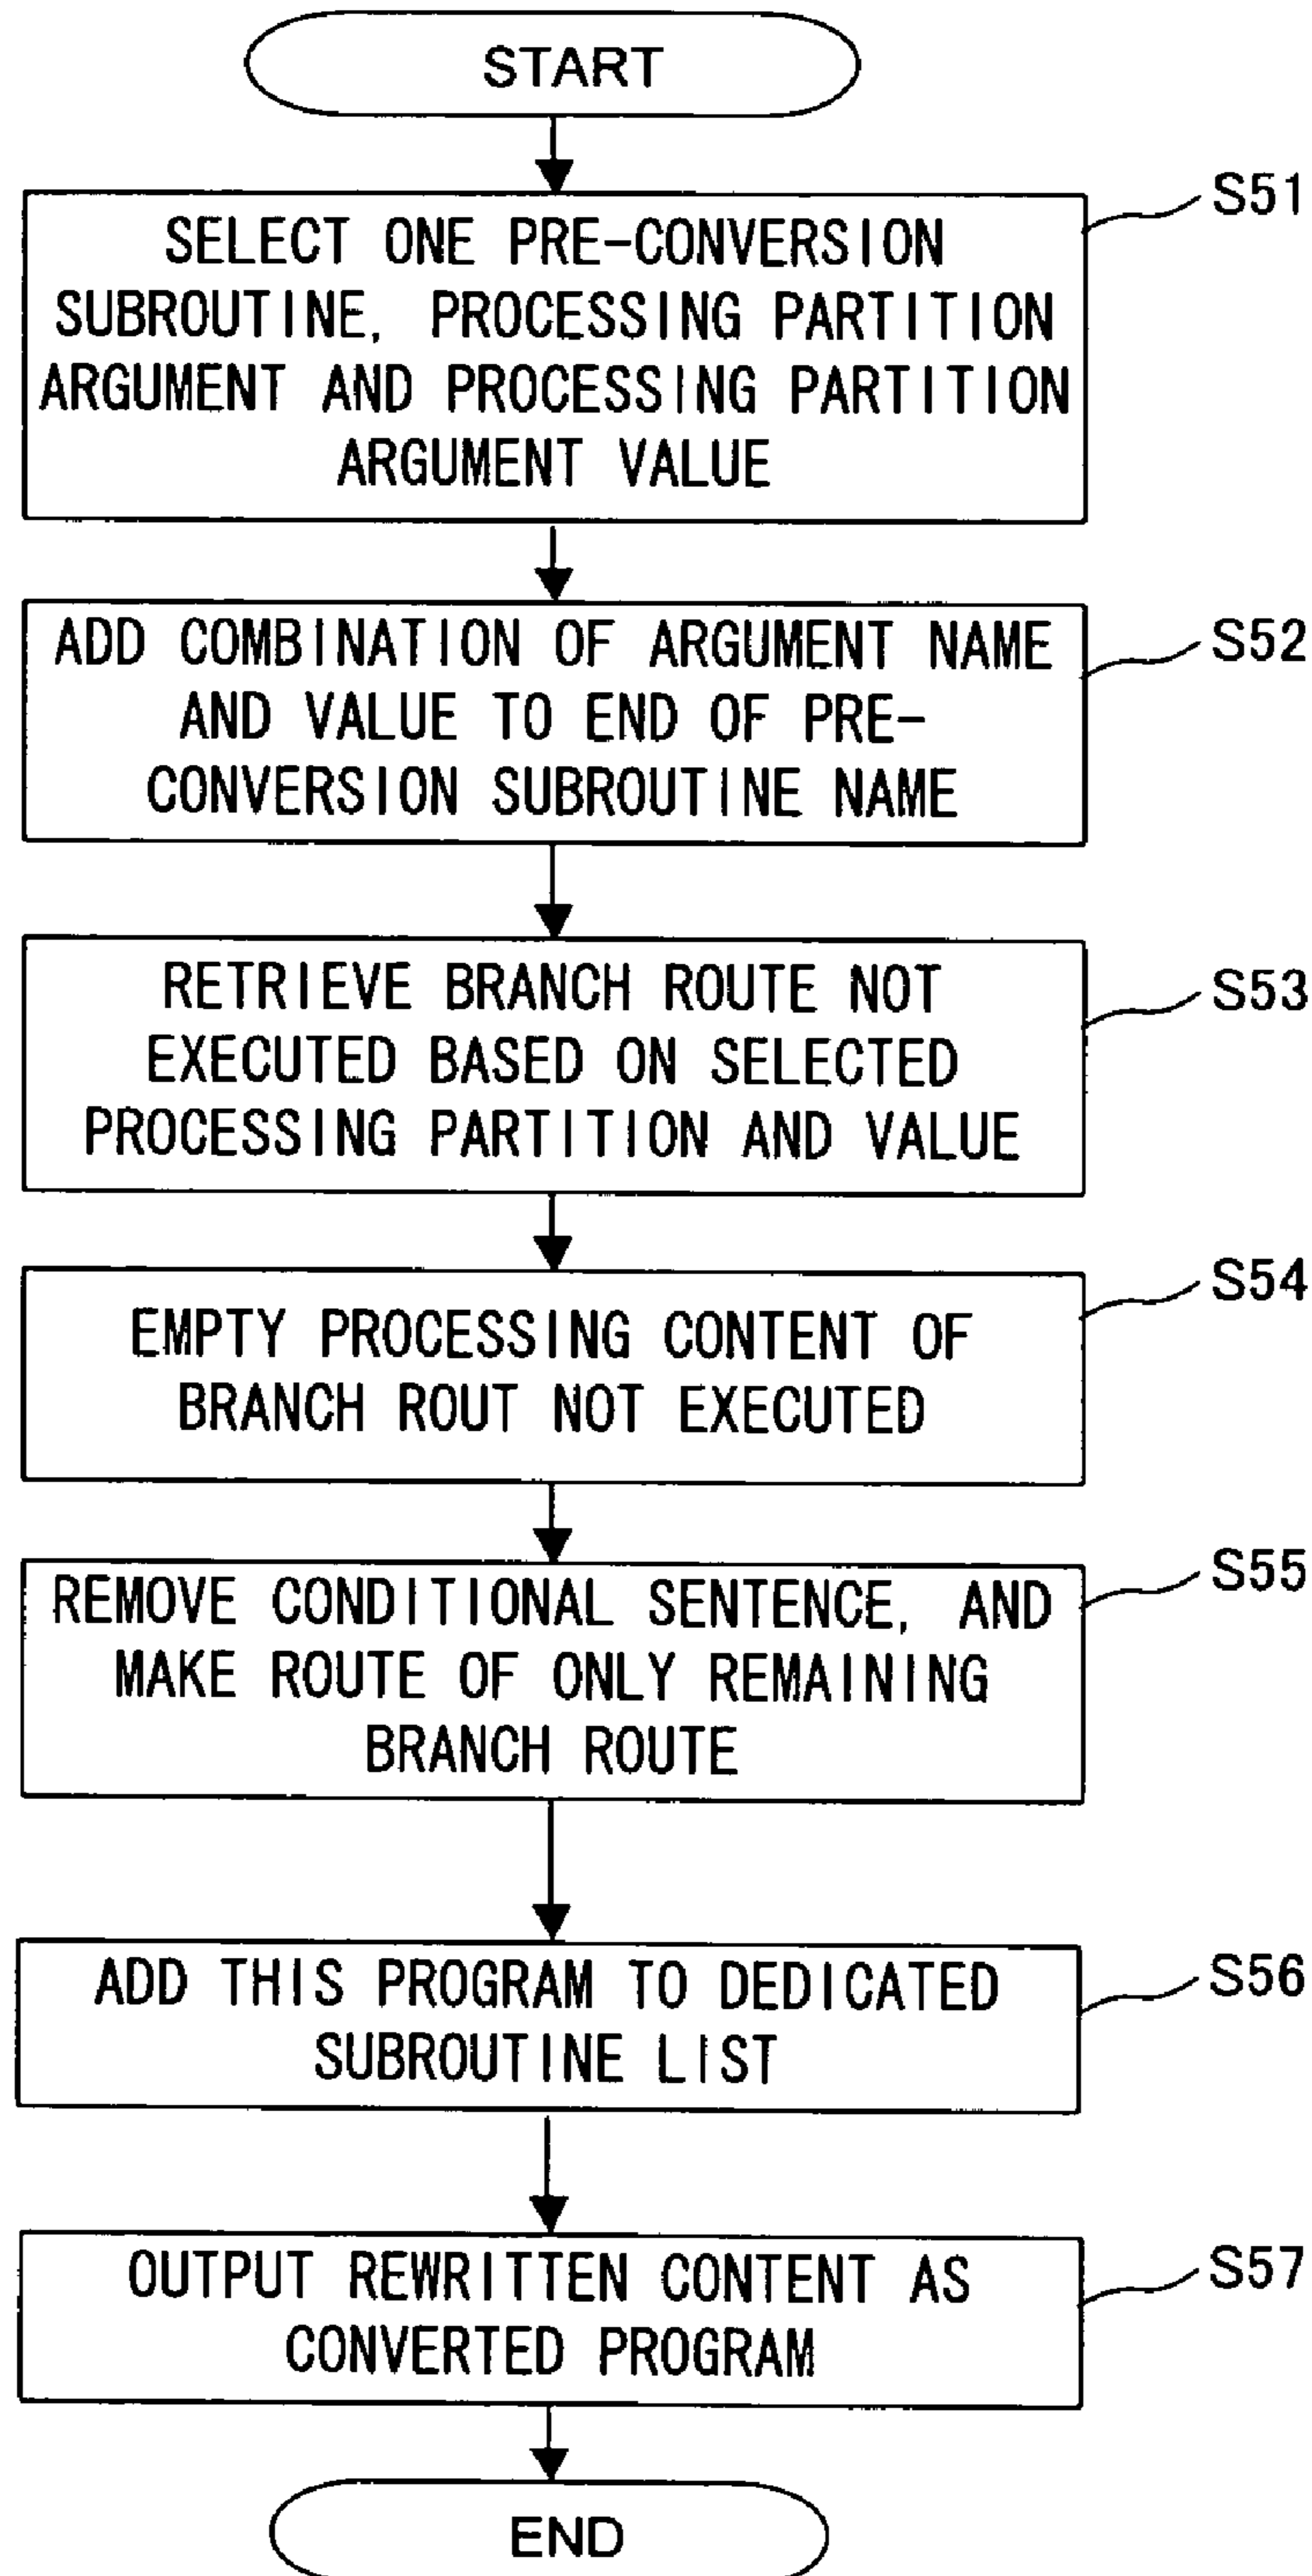 START
S51
SELECT ONE PRE-CONVERSION
SUBROUTINE, PROCESSING PARTITION
ARGUMENT AND PROCESSING PARTITION
ARGUMENT VALUE
S52
ADD COMBINATION OF ARGUMENT NAME
AND VALUE TO END OF PRE-
CONVERSION SUBROUTINE NAME
S53
RETRIEVE BRANCH ROUTE NOT
EXECUTED BASED ON SELECTED
PROCESSING PARTITION AND VALUE
S54
EMPTY PROCESSING CONTENT OF
BRANCH ROUT NOT EXECUTED
S55
REMOVE CONDITIONAL SENTENCE, AND
MAKE ROUTE OF ONLY REMAINING
BRANCH ROUTE
S56
ADD THIS PROGRAM TO DEDICATED
SUBROUTINE LIST
S57
OUTPUT REWRITTEN CONTENT AS
CONVERTED PROGRAM
END